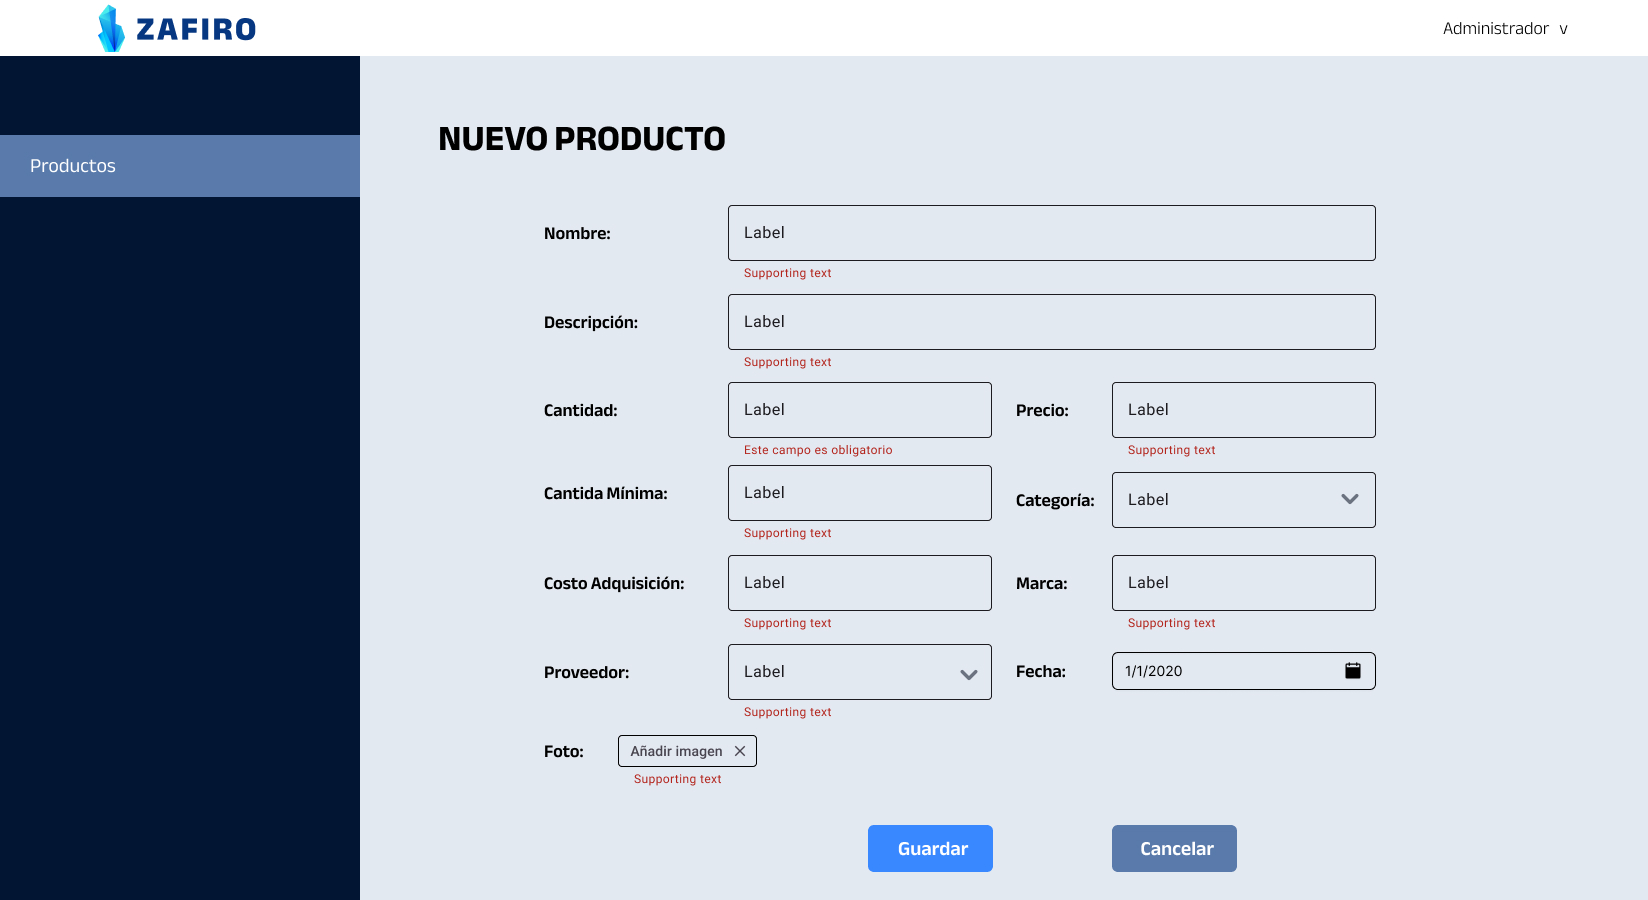 ZAFIRO
Administrador v
Productos
NUEVO PRODUCTO
Nombre: Label
Supporting text
Descripción: Label
Supporting text
Cantidad: Label Precio: Label
Este campo es obligatorio Supporting text
Cantida Mínima: Label Categoría: Label
Supporting text
Costo Adquisición: Label Marca: Label
Supporting text Supporting text
Proveedor: Label Fecha: 1/1/2020
Supporting text
Foto: Añadir imagen
Supporting text
Guardar Cancelar